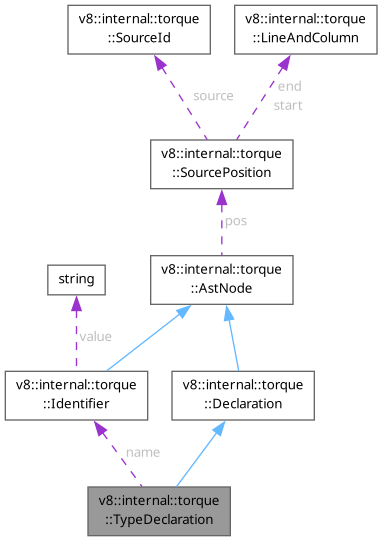 v8::internal::torque
::SourceId
v8::internal::torque
::LineAndColumn
source
end
start
v8::internal::torque
::SourcePosition
pos
v8::internal::torque
::AstNode
string
value
v8::internal::torque
::Identifier
v8::internal::torque
::Declaration
name
v8::internal::torque
::TypeDeclaration